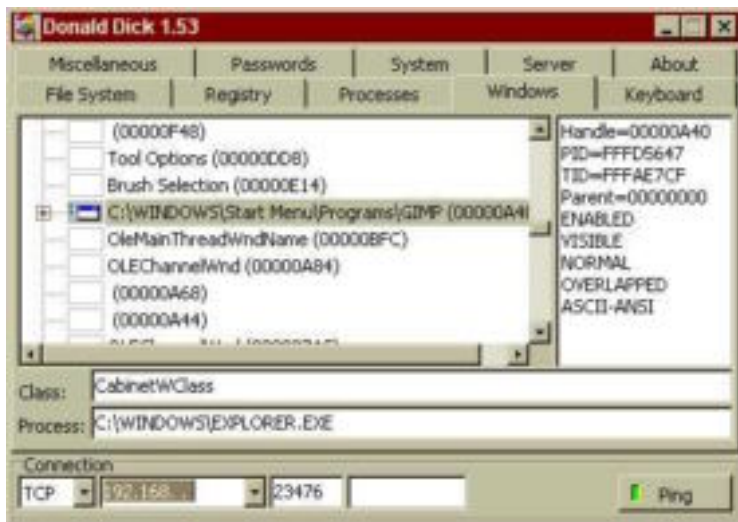 Donald Dick 1.53
Miscellaneous Passwords System Server About
File System Registry Processes Windows Keyboard
(00000F48)
Tool Options (00000DD8)
Brush Selection (00000E14)
C:\WINDOWS\Start Menu\Programs\GIMP (00000A4
OleMainThreadWndName (00000BFC)
OLEChannelWnd (00000A84)
(00000A68)
(00000A44)
Handle=00000A40
PID=FFFD5647
TID=FFFAE7CF
Parent=00000000
ENABLED
VISIBLE
NORMAL
OVERLAPPED
ASCII-ANSI
Class: CabinetWClass
Process: C:\WINDOWS\EXPLORER.EXE
Connection
TCP 192.168. 23476 Ping